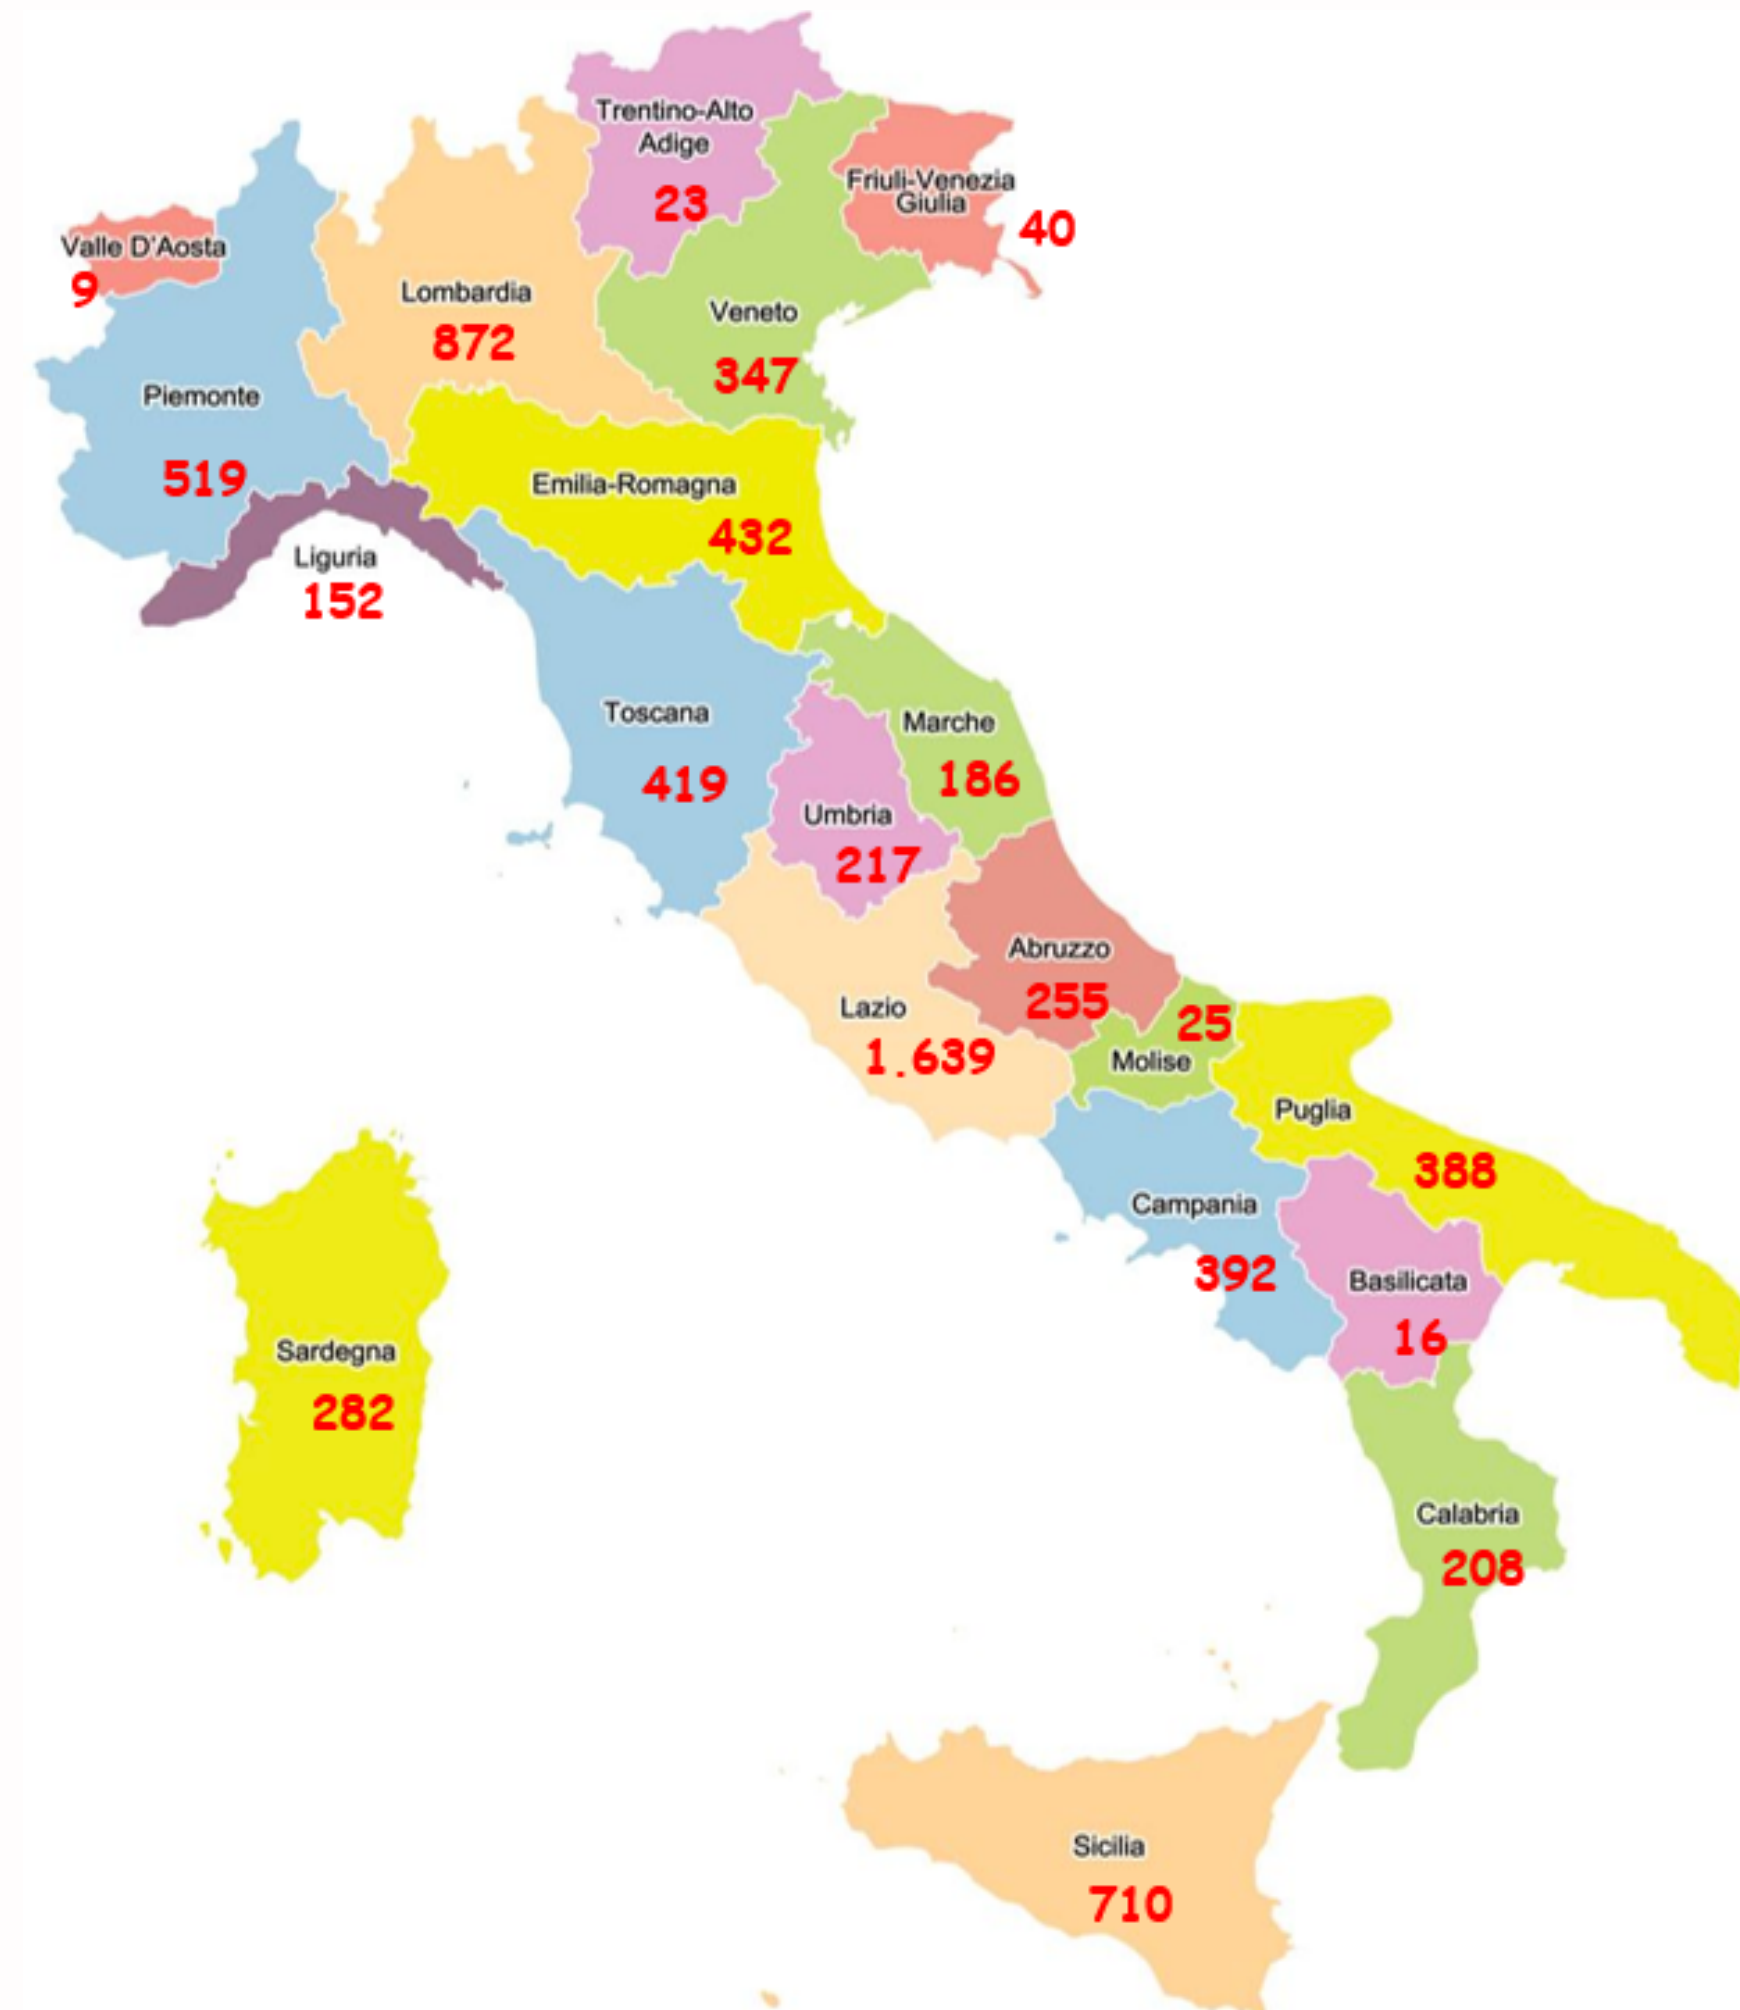 Trentino-Alto
Adige
23
Friuli-Venezia
Giulia
40
Valle D'Aosta
9
Lombardia
872
Veneto
347
Piemonte
519
Emilia-Romagna
432
Liguria
152
Toscana
419
Marche
186
Umbria
217
Abruzzo
255
Lazio
1.639
25
Molise
Puglia
388
Campania
392
Basilicata
16
Sardegna
282
Calabria
208
Sicilia
710